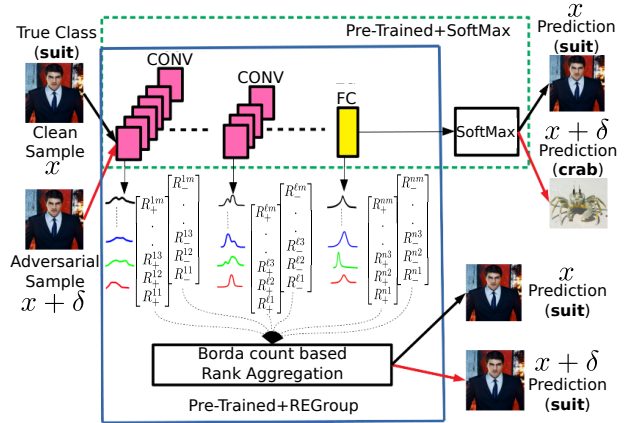 True Class
(suit)
Clean
Sample
x
Adversarial
Sample
x + δ
Pre-Trained+SoftMax
CONV
CONV
FC
SoftMax
x
Prediction
(suit)
x + δ
Prediction
(crab)
R_+^{1m}
.
.
R_+^{13}
R_+^{12}
R_+^{11}
R_-^{1m}
.
.
R_-^{13}
R_-^{12}
R_-^{11}
R_+^{ℓm}
.
.
R_+^{ℓ3}
R_+^{ℓ2}
R_+^{ℓ1}
R_-^{ℓm}
.
.
R_-^{ℓ3}
R_-^{ℓ2}
R_-^{ℓ1}
R_+^{nm}
.
.
R_+^{n3}
R_+^{n2}
R_+^{n1}
R_-^{nm}
.
.
R_-^{n3}
R_-^{n2}
R_-^{n1}
Borda count based
Rank Aggregation
Pre-Trained+REGroup
x
Prediction
(suit)
x + δ
Prediction
(suit)